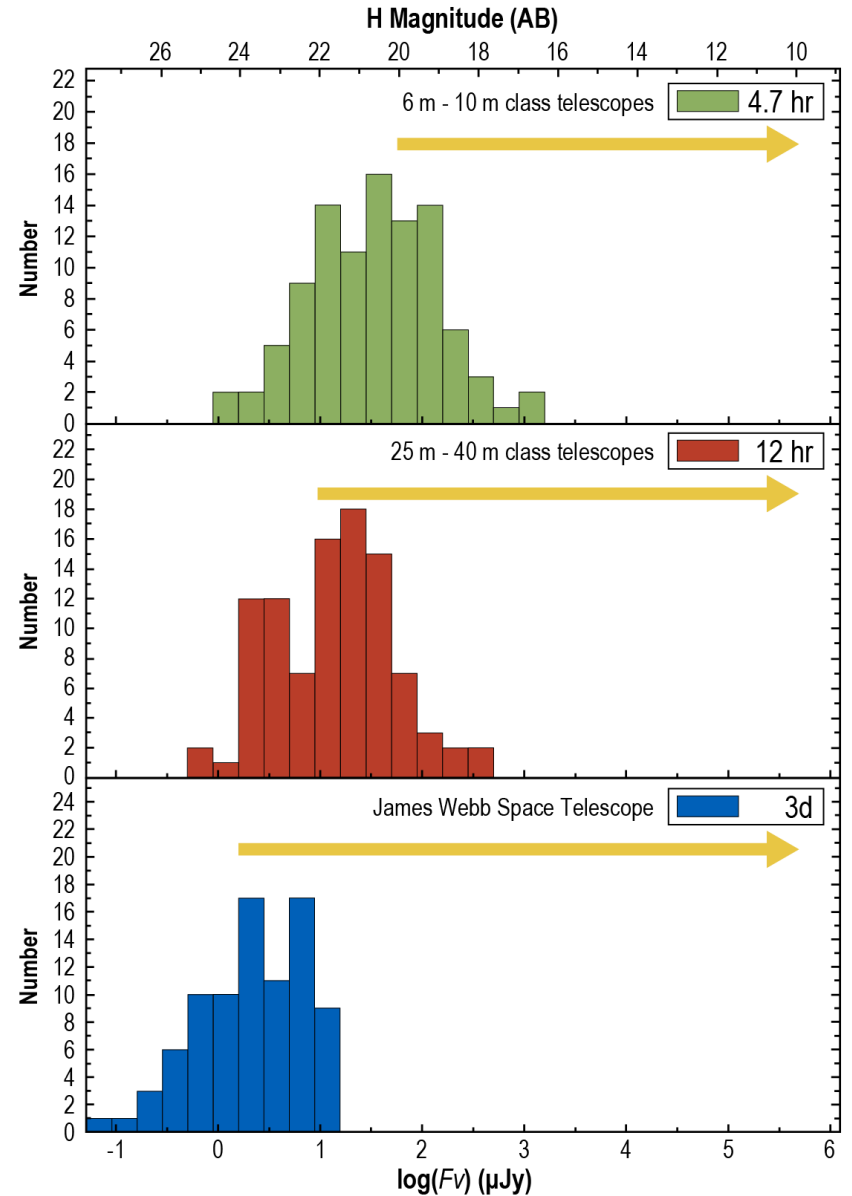 H Magnitude (AB)
26 24 22 20 18 16 14 12 10
22
20
18
16
14
12
10
8
6
4
2
0
Number
6 m - 10 m class telescopes
4.7 hr
22
20
18
16
14
12
10
8
6
4
2
0
Number
25 m - 40 m class telescopes
12 hr
24
22
20
18
16
14
12
10
8
6
4
2
0
Number
James Webb Space Telescope
3d
-1 0 1 2 3 4 5 6
log(Fv) (μJy)